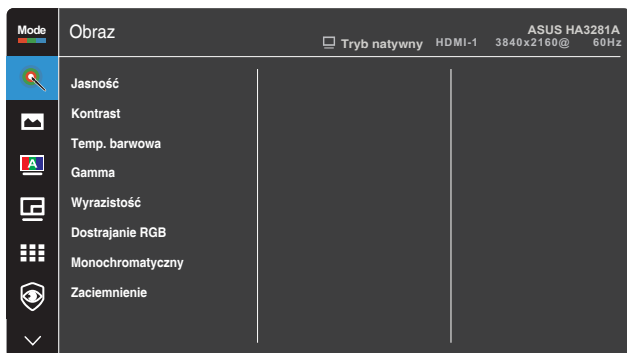 Mode
Obraz
Tryb natywny HDMI-1 3840x2160@ 60Hz
ASUS HA3281A
Jasność
Kontrast
Temp. barwowa
A
Gamma
Wyrazistość
Dostrajanie RGB
Monochromatyczny
Zaciemnienie